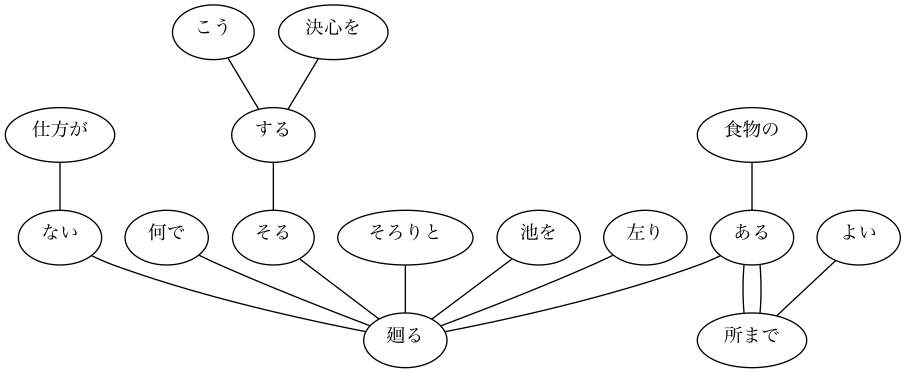 こう 決心を
仕方が する 食物の
ない 何で そる そろりと 池を 左り ある よい
廻る 所まで